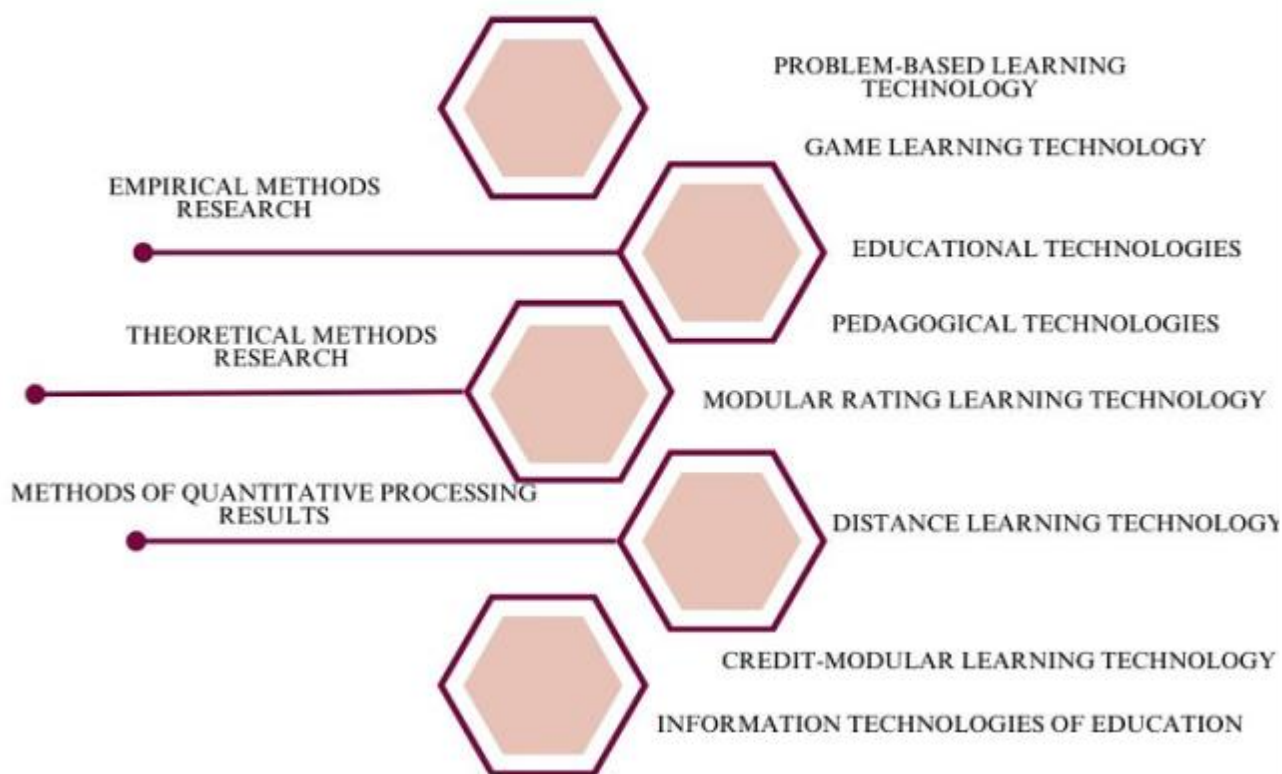 PROBLEM-BASED LEARNING
TECHNOLOGY
GAME LEARNING TECHNOLOGY
EMPIRICAL METHODS
RESEARCH
EDUCATIONAL TECHNOLOGIES
PEDAGOGICAL TECHNOLOGIES
THEORETICAL METHODS
RESEARCH
MODULAR RATING LEARNING TECHNOLOGY
METHODS OF QUANTITATIVE PROCESSING
RESULTS
DISTANCE LEARNING TECHNOLOGY
CREDIT-MODULAR LEARNING TECHNOLOGY
INFORMATION TECHNOLOGIES OF EDUCATION